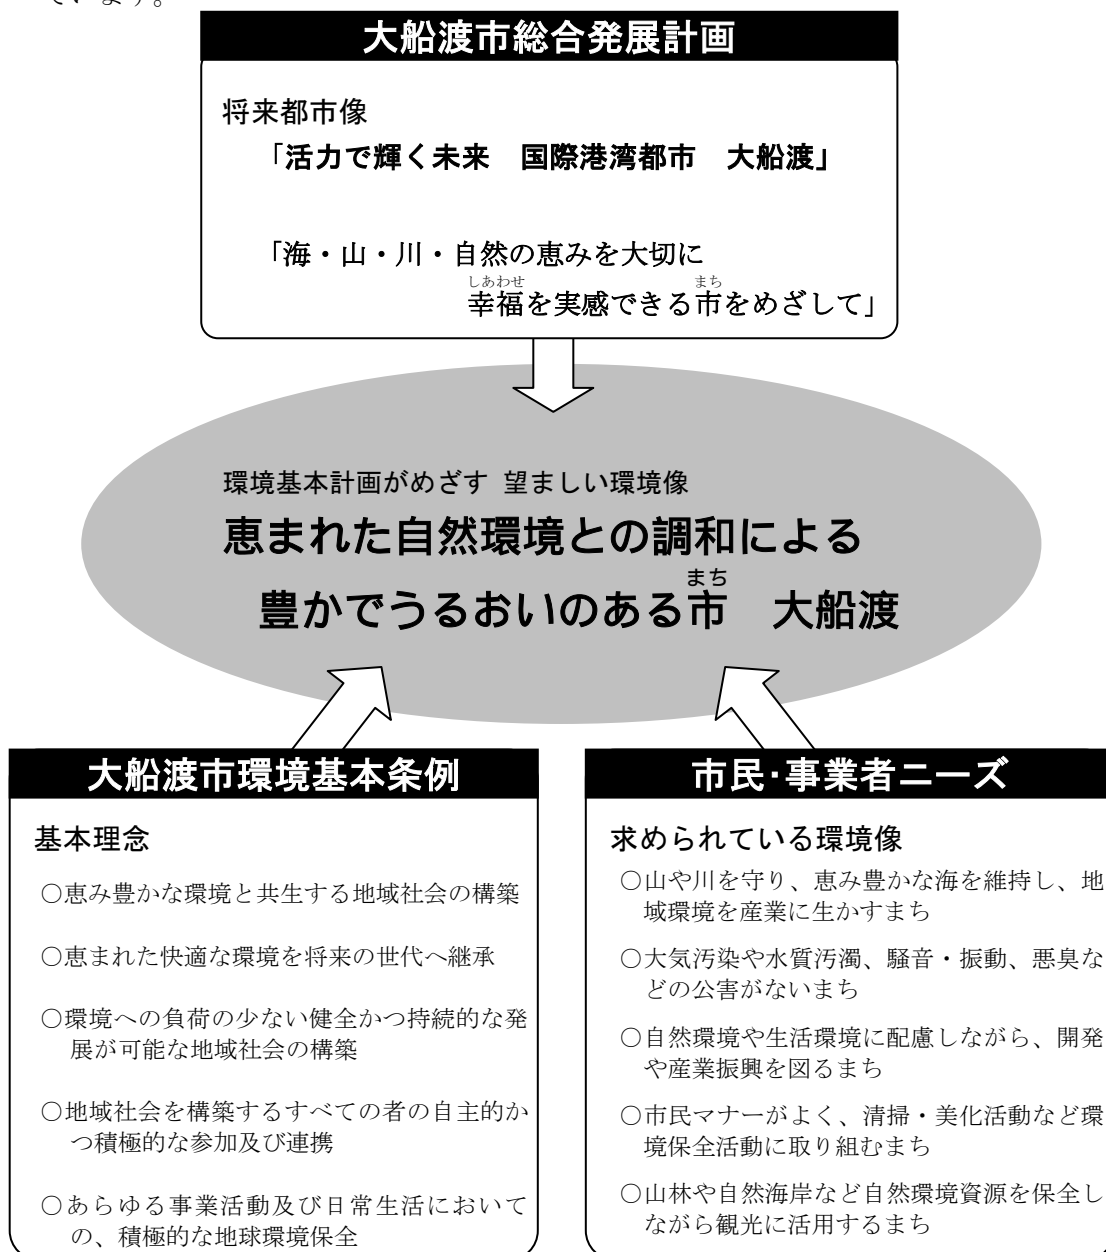 ています。
大船渡市総合発展計画
将来都市像
「活力で輝く未来　国際港湾都市　大船渡」
「海・山・川・自然の恵みを大切に
しあわせ　まち
幸福を実感できる市をめざして」
環境基本計画がめざす 望ましい環境像
恵まれた自然環境との調和による
まち
豊かでうるおいのある市　大船渡
大船渡市環境基本条例
基本理念
○恵み豊かな環境と共生する地域社会の構築
○恵まれた快適な環境を将来の世代へ継承
○環境への負荷の少ない健全かつ持続的な発
展が可能な地域社会の構築
○地域社会を構築するすべての者の自主的か
つ積極的な参加及び連携
○あらゆる事業活動及び日常生活において
の、積極的な地球環境保全
市民・事業者ニーズ
求められている環境像
○山や川を守り、恵み豊かな海を維持し、地
域環境を産業に生かすまち
○大気汚染や水質汚濁、騒音・振動、悪臭な
どの公害がないまち
○自然環境や生活環境に配慮しながら、開発
や産業振興を図るまち
○市民マナーがよく、清掃・美化活動など環
境保全活動に取り組むまち
○山林や自然海岸など自然環境資源を保全し
ながら観光に活用するまち